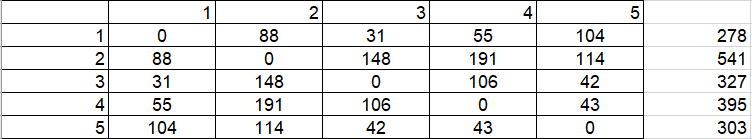 1 2 3 4 5
1 0 88 31 55 104 278
2 88 0 148 191 114 541
3 31 148 0 106 42 327
4 55 191 106 0 43 395
5 104 114 42 43 0 303